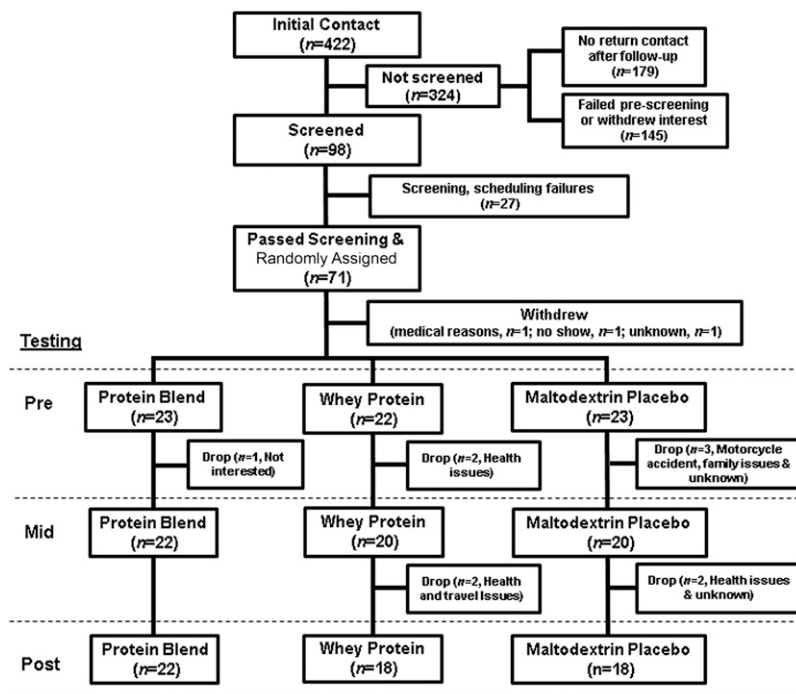 Initial Contact
(n=422)
Not screened
(n=324)
No return contact
after follow-up
(n=179)
Failed pre-screening
or withdrew interest
(n=145)
Screened
(n=98)
Screening, scheduling failures
(n=27)
Passed Screening &
Randomly Assigned
(n=71)
Withdrew
(medical reasons, n=1; no show, n=1; unknown, n=1)
Testing
Pre
Protein Blend
(n=23)
Whey Protein
(n=22)
Maltodextrin Placebo
(n=23)
Drop (n=1, Not
interested)
Drop (n=2, Health
issues)
Drop (n=3, Motorcycle
accident, family issues &
unknown)
Mid
Protein Blend
(n=22)
Whey Protein
(n=20)
Maltodextrin Placebo
(n=20)
Drop (n=2, Health
and travel Issues)
Drop (n=2, Health issues
& unknown)
Post
Protein Blend
(n=22)
Whey Protein
(n=18)
Maltodextrin Placebo
(n=18)